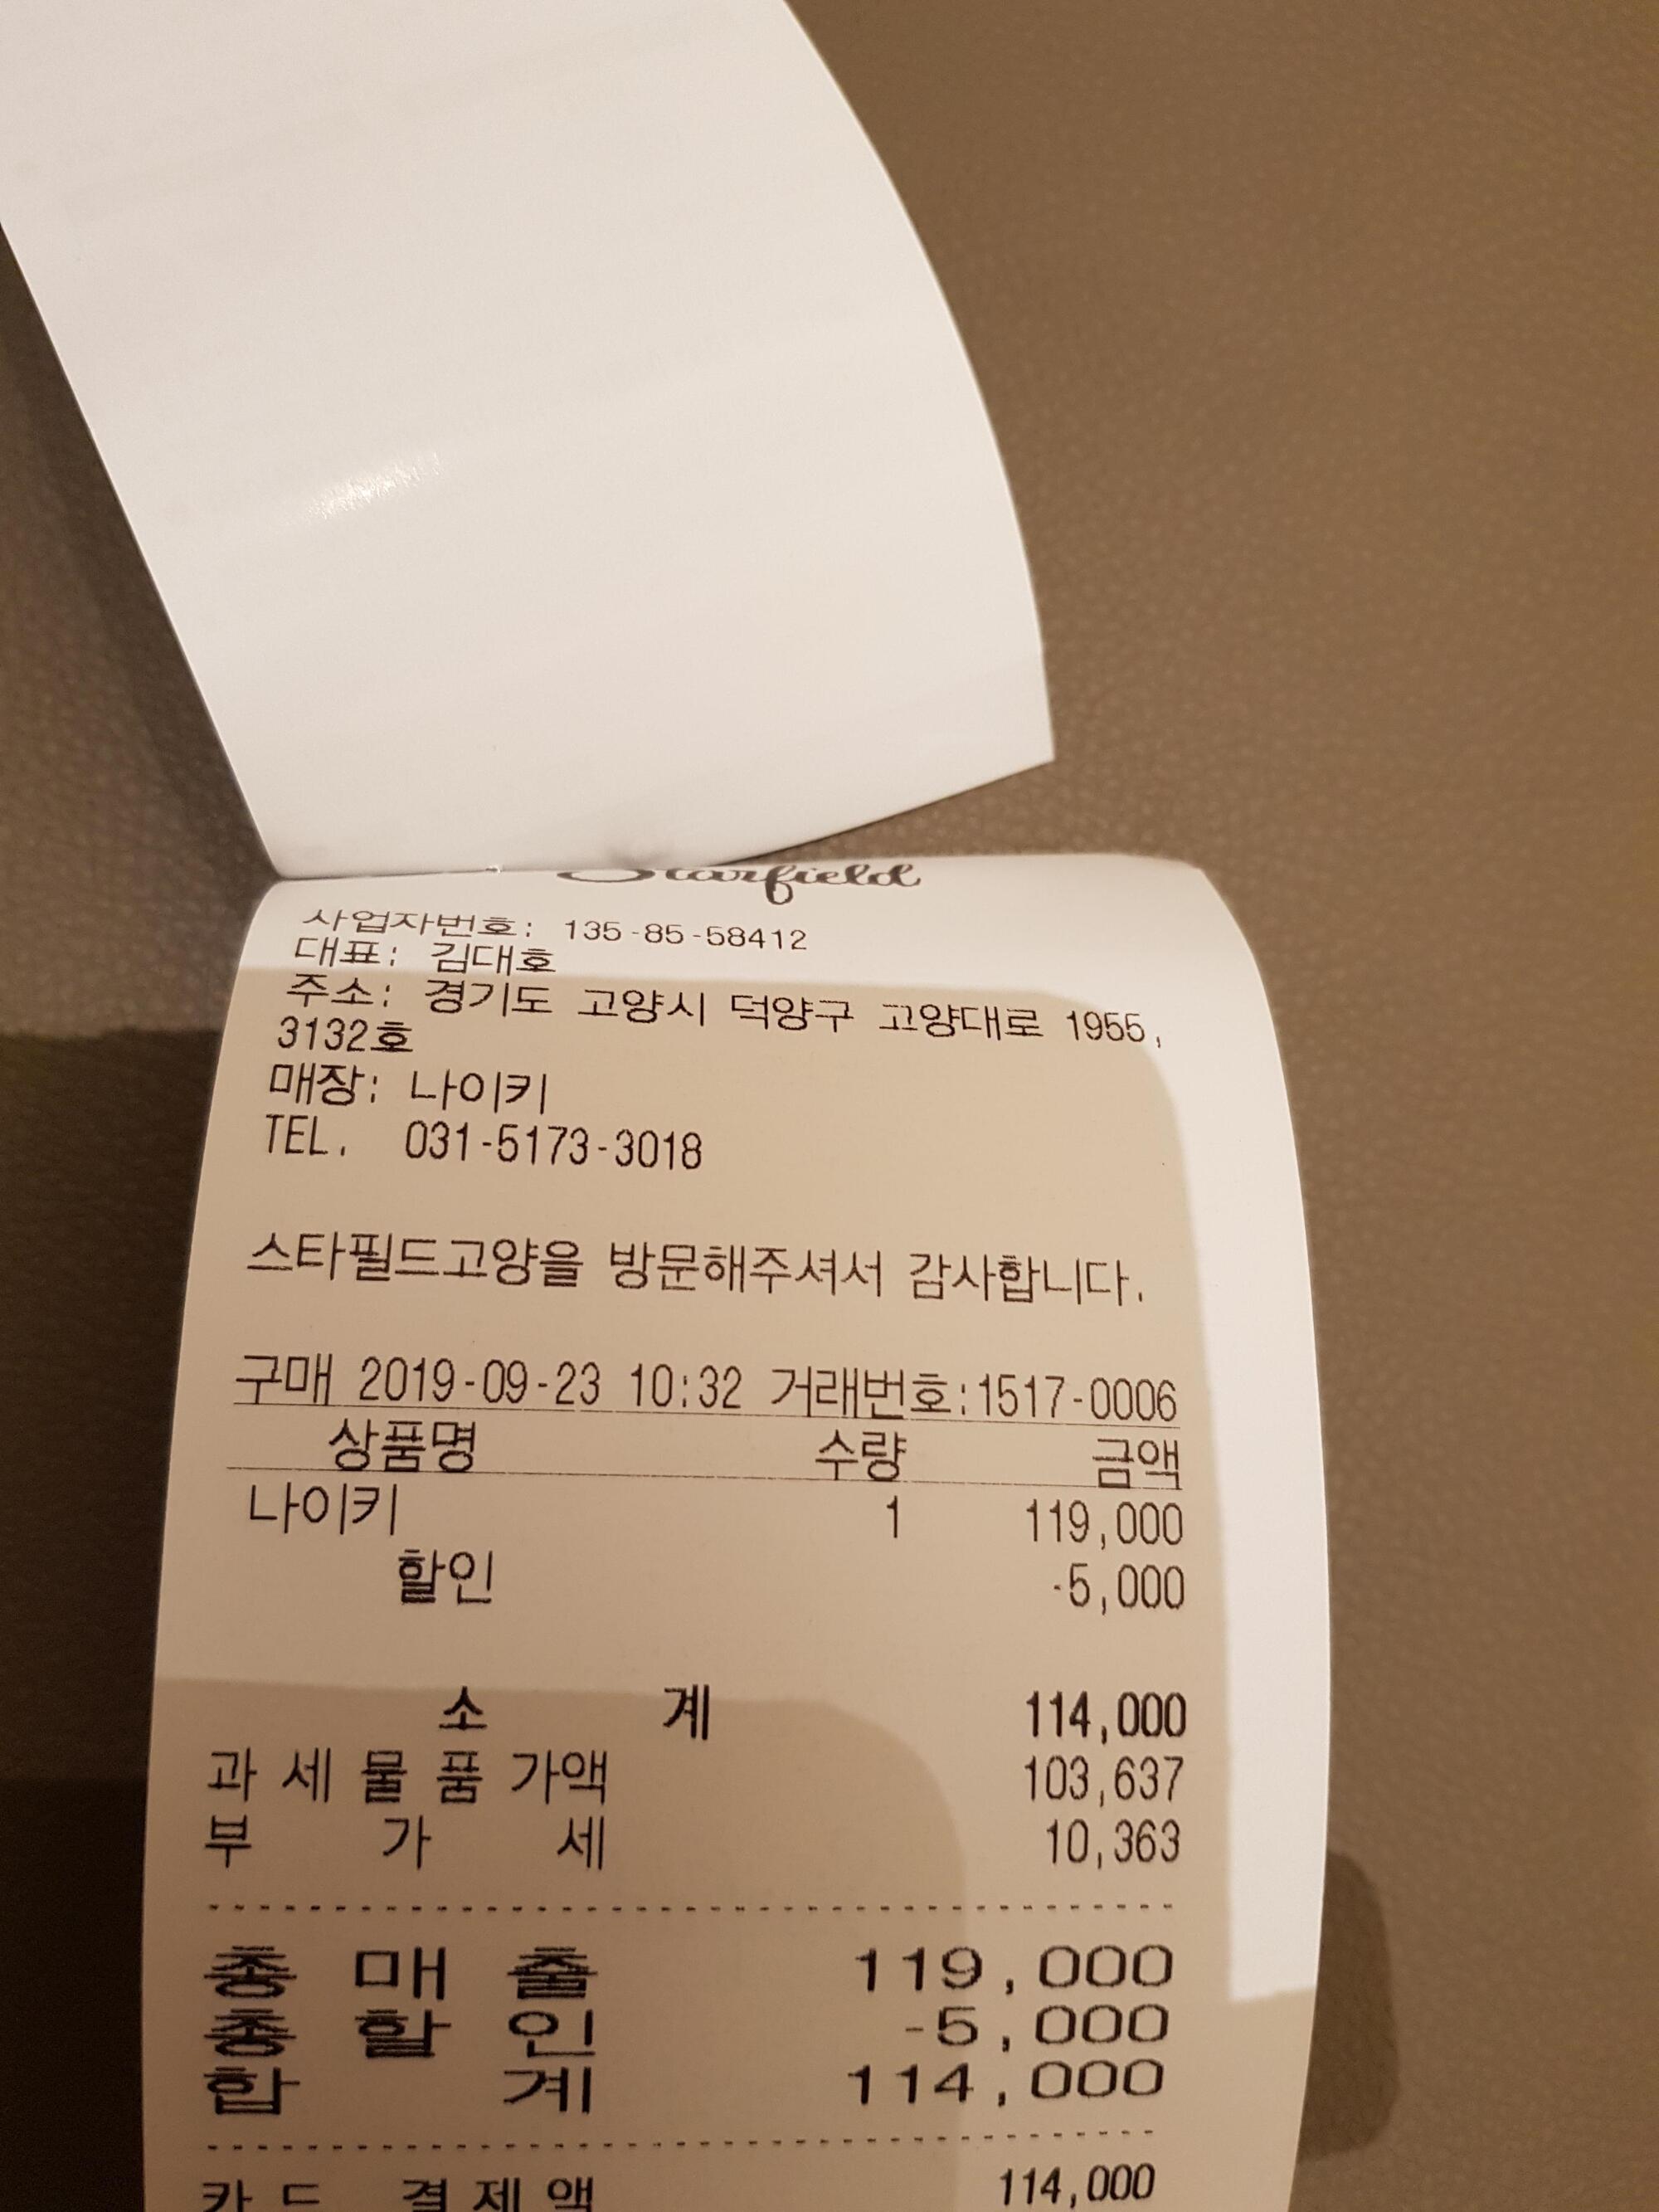 Starfield
사업자번호: 135-85-58412
대표: 김대호
주소: 경기도 고양시 덕양구 고양대로 1955,
3132호
매장: 나이키
TEL. 031-5173-3018
스타필드고양을 방문해주셔서 감사합니다.
구매 2019-09-23 10:32 거래번호:1517-0006
상품명 수량 금액
나이키 1 119,000
할인 -5,000
소 계 114,000
과 세 물 품 가액 103,637
부 가 세 10,363
총 매 출 119,000
총 할 인 -5,000
합 계 114,000
카 드 결 제 액 114,000